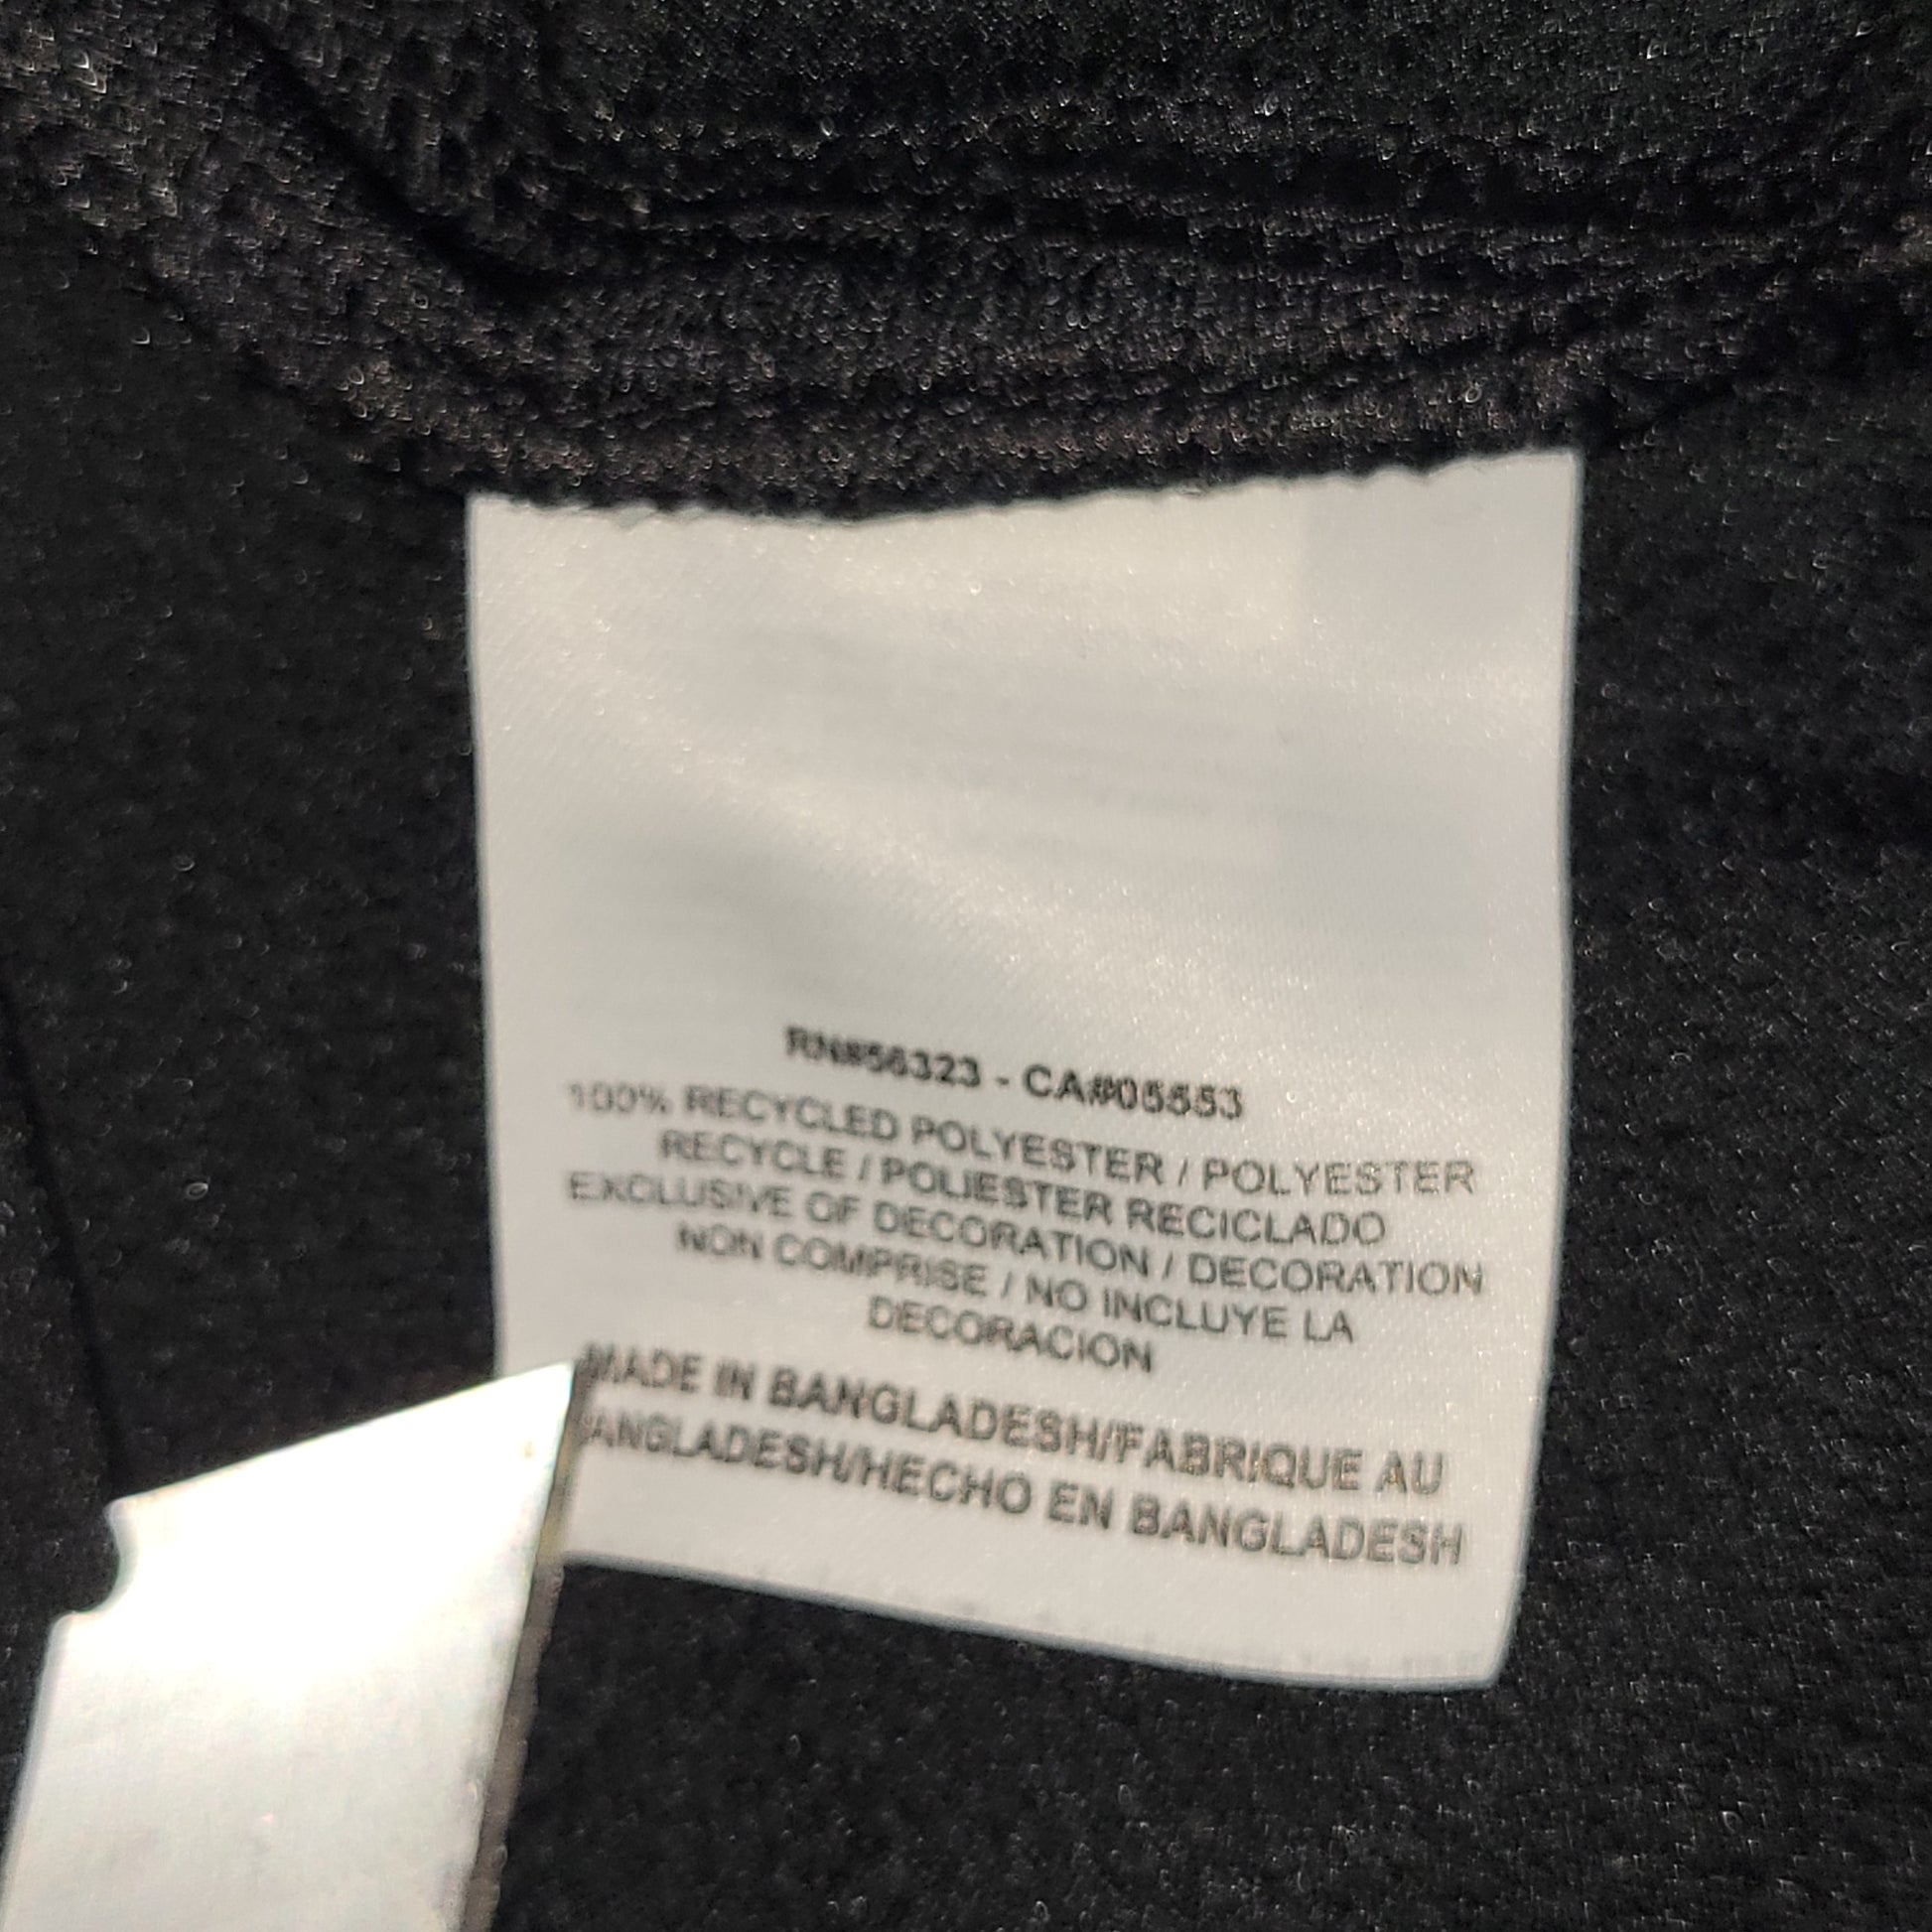 RN#56323 - CA#05553
100% RECYCLED POLYESTER / POLYESTER
RECYCLE / POLIESTER RECICLADO
EXCLUSIVE OF DECORATION / DECORATION
NON COMPRISE / NO INCLUYE LA
DECORACION
MADE IN BANGLADESH/FABRIQUE AU
ANGLADESH/HECHO EN BANGLADESH